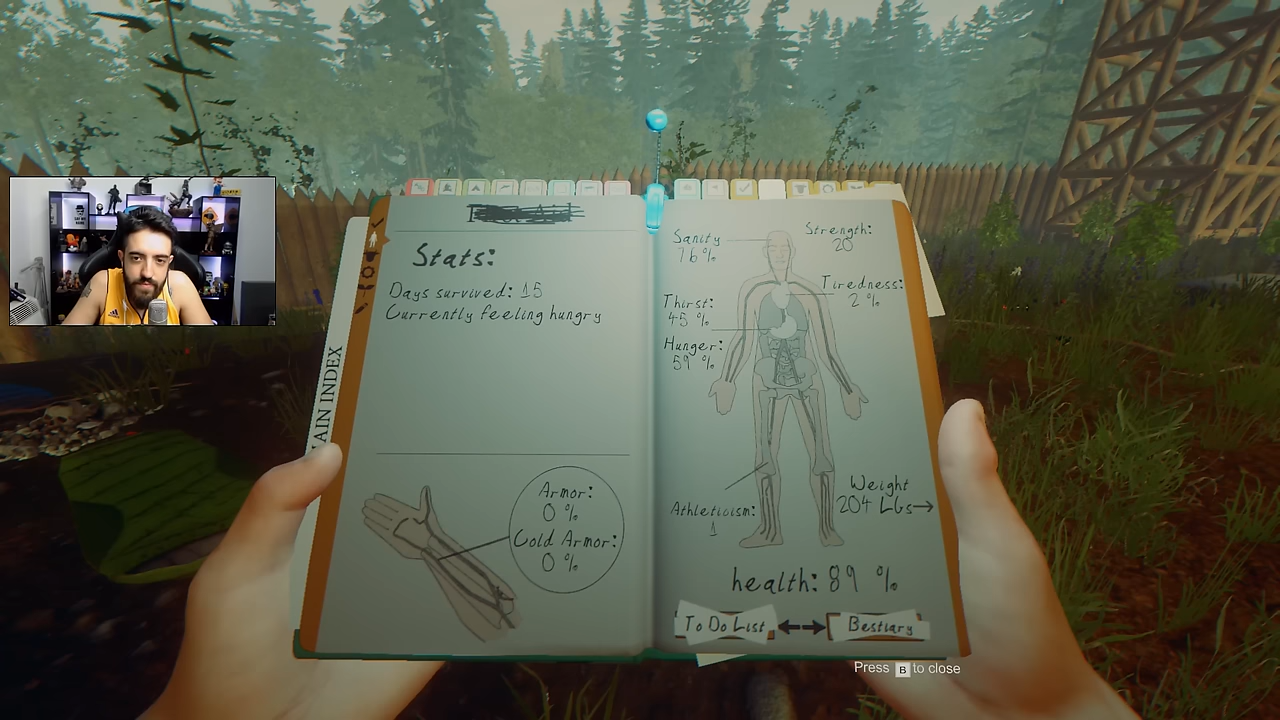 MAIN INDEX
Stats:
Days survived: 15
Currently feeling hungry
Armor:
0 %
Cold Armor:
0 %
Sanity
76 %
Strength:
20
Tiredness:
2 %
Thirst:
45 %
Hunger:
59 %
Athleticism:
1
Weight
204 Lbs→
health: 89 %
To Do List
Bestiary
Press B to close